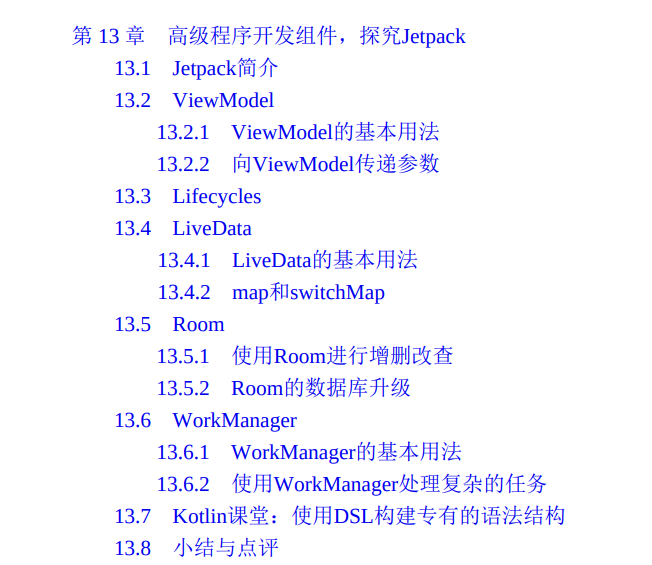 第 13 章 高级程序开发组件，探究Jetpack
13.1 Jetpack简介
13.2 ViewModel
13.2.1 ViewModel的基本用法
13.2.2 向ViewModel传递参数
13.3 Lifecycles
13.4 LiveData
13.4.1 LiveData的基本用法
13.4.2 map和switchMap
13.5 Room
13.5.1 使用Room进行增删改查
13.5.2 Room的数据库升级
13.6 WorkManager
13.6.1 WorkManager的基本用法
13.6.2 使用WorkManager处理复杂的任务
13.7 Kotlin课堂：使用DSL构建专有的语法结构
13.8 小结与点评